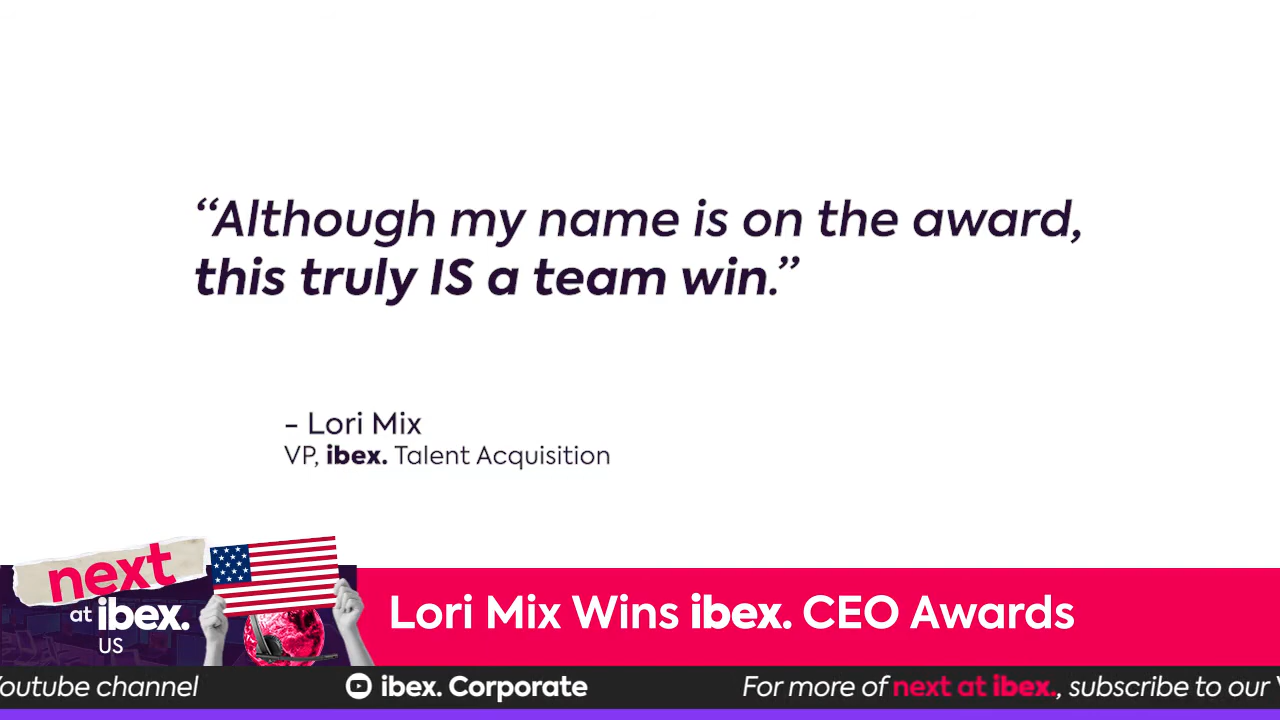 “Although my name is on the award,
this truly IS a team win.”
– Lori Mix
VP, ibex. Talent Acquisition
next
at ibex.
US
Lori Mix Wins ibex. CEO Awards
Youtube channel
ibex. Corporate
For more of next at ibex., subscribe to our